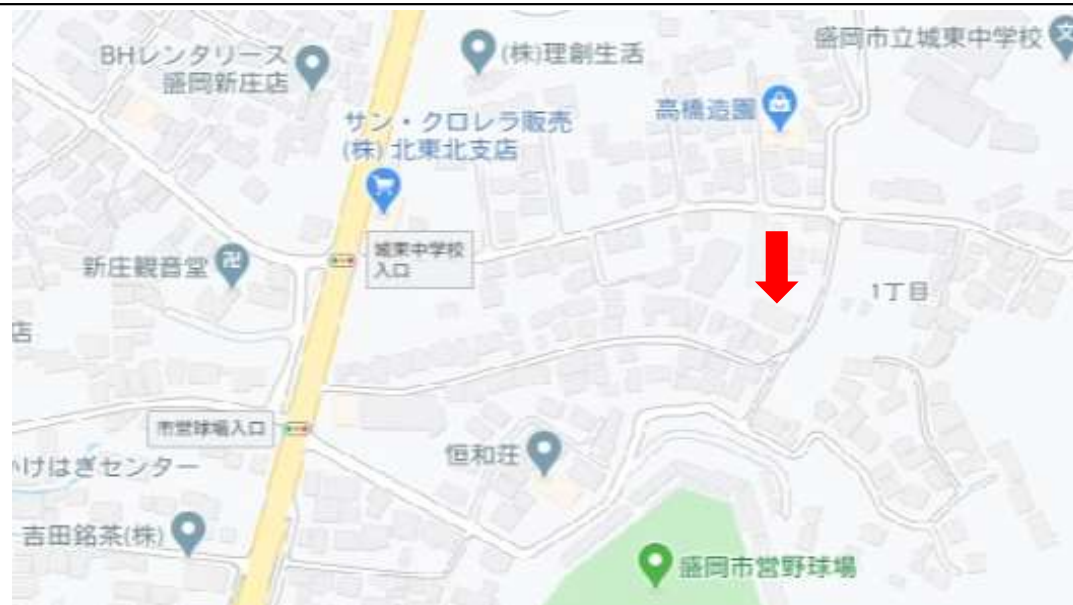 BHレンタリース
盛岡新庄店
(株)理創生活
盛岡市立城東中学校
文
サン・クロレラ販売
(株)北東北支店
高橋造園
新庄観音堂
卍
城東中学校
入口
1丁目
店
市営球場入口
恒和荘
かけはぎセンター
吉田銘茶(株)
盛岡市営野球場